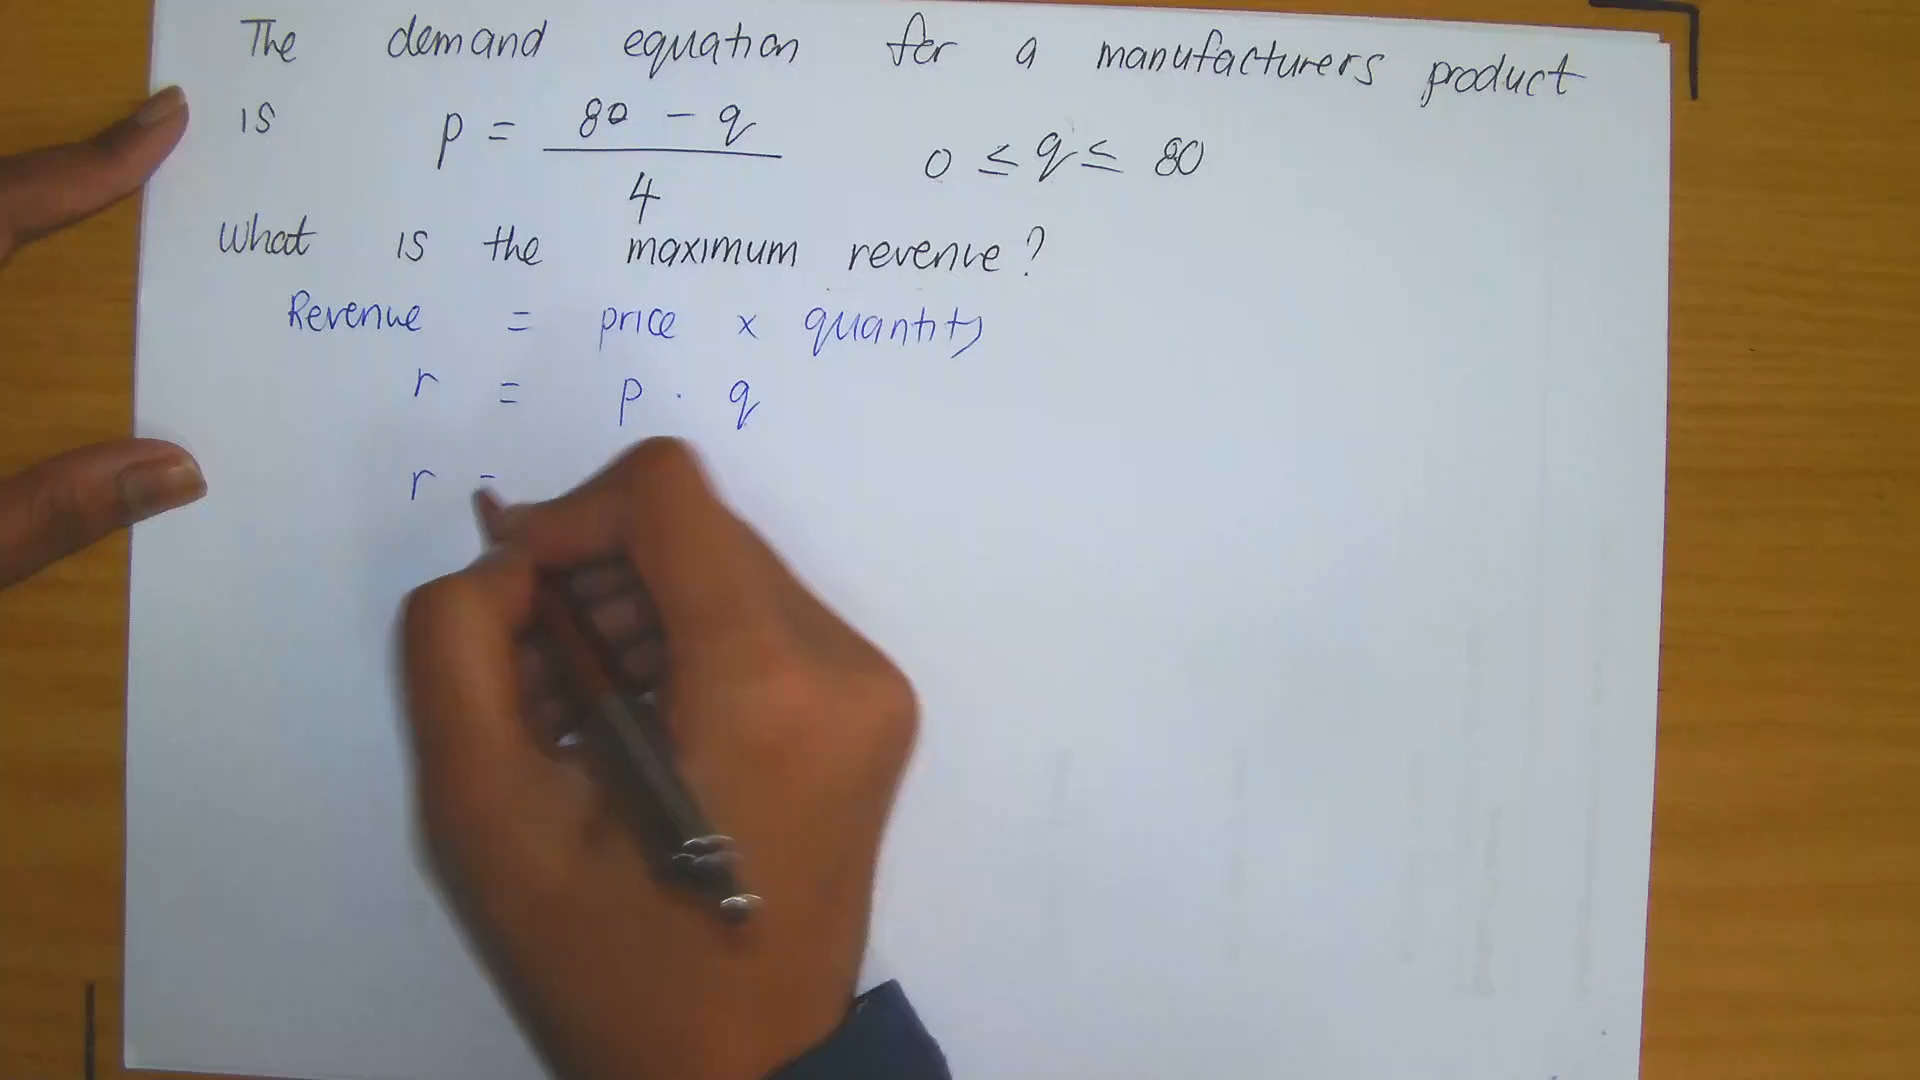 The demand equation for a manufacturers product
is p = 80 - q / 4 0 ≤ q ≤ 80
What is the maximum revenue?
Revenue = price x quantity
r = p · q
r =